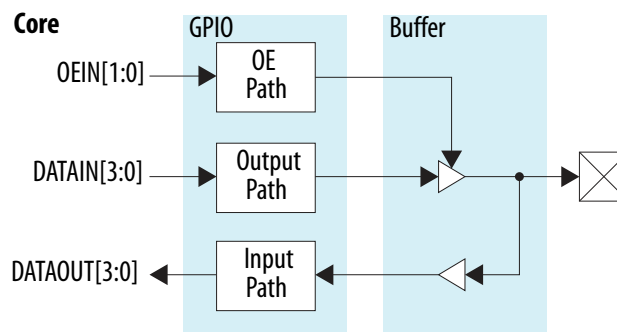 Core
GPIO
Buffer
OEIN[1:0]
OE
Path
DATAIN[3:0]
Output
Path
DATAOUT[3:0]
Input
Path